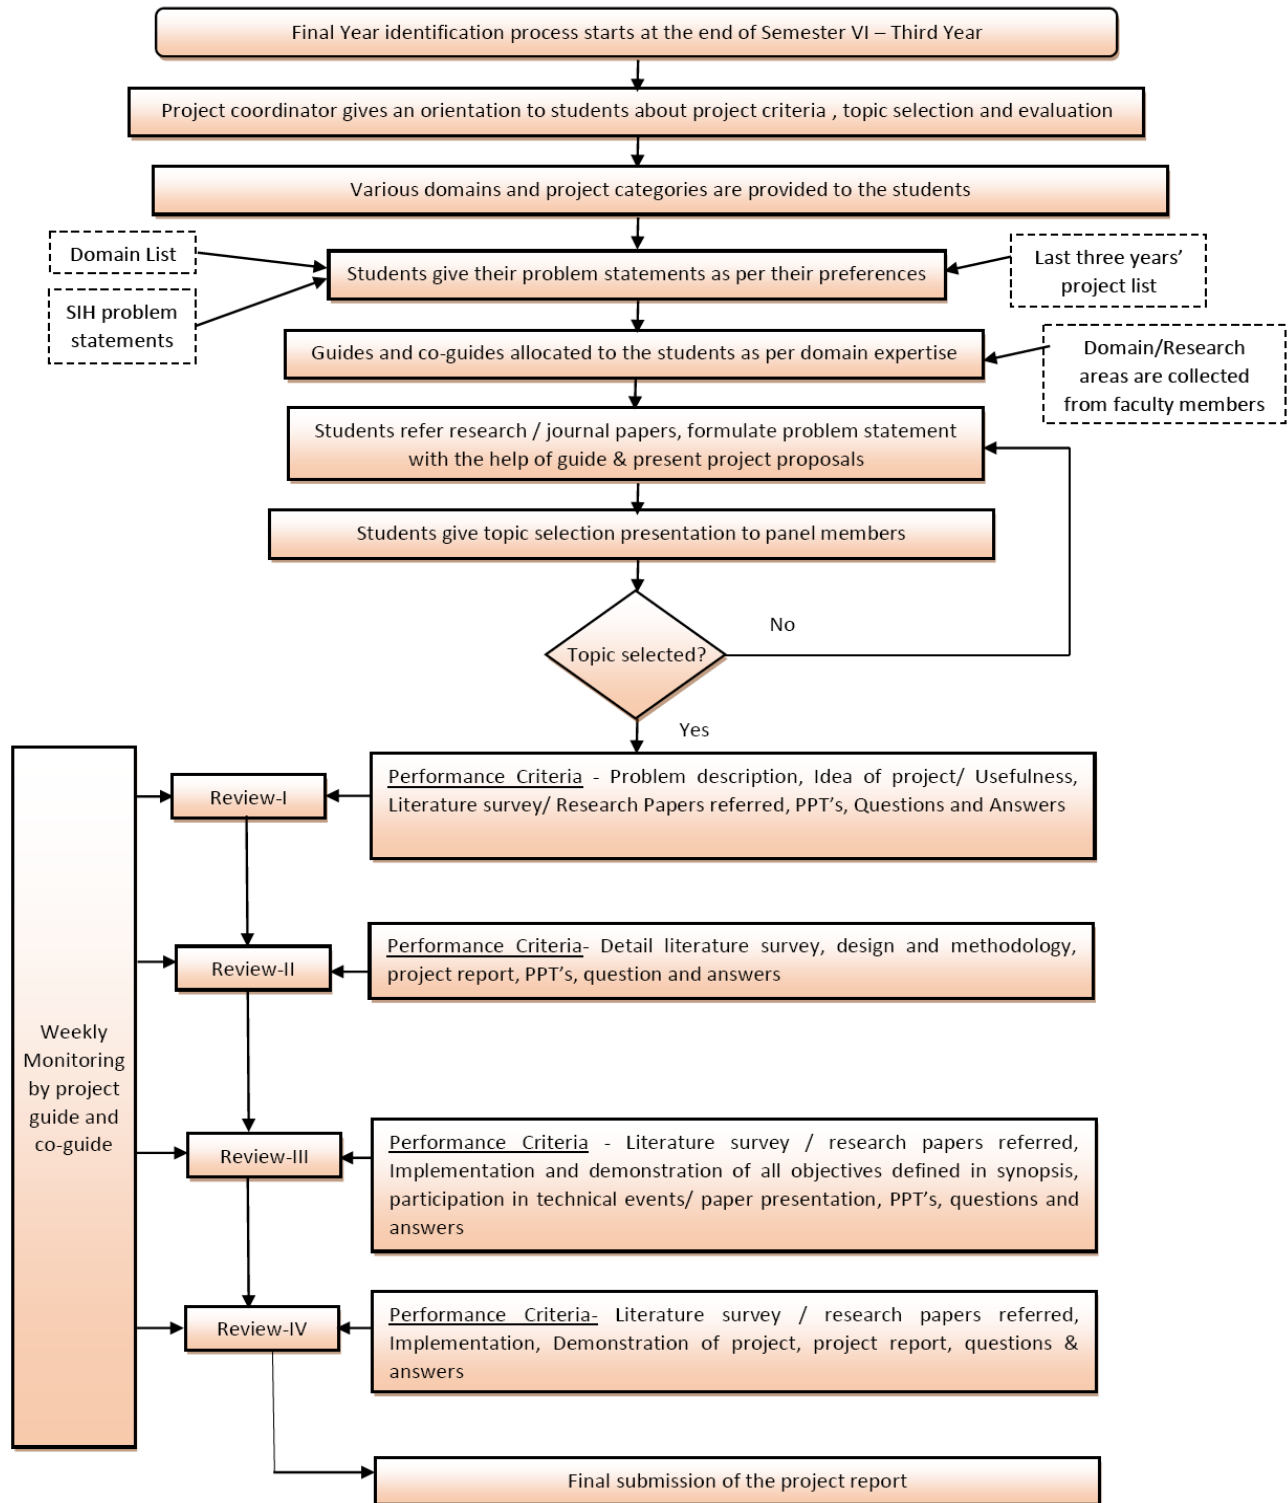 Final Year identification process starts at the end of Semester VI – Third Year
Project coordinator gives an orientation to students about project criteria , topic selection and evaluation
Various domains and project categories are provided to the students
Domain List
SIH problem
statements
Students give their problem statements as per their preferences
Last three years’
project list
Guides and co-guides allocated to the students as per domain expertise
Domain/Research
areas are collected
from faculty members
Students refer research / journal papers, formulate problem statement
with the help of guide & present project proposals
Students give topic selection presentation to panel members
Topic selected?
No
Yes
Weekly
Monitoring
by project
guide and
co-guide
Review-I
Performance Criteria - Problem description, Idea of project/ Usefulness,
Literature survey/ Research Papers referred, PPT’s, Questions and Answers
Review-II
Performance Criteria- Detail literature survey, design and methodology,
project report, PPT’s, question and answers
Review-III
Performance Criteria - Literature survey / research papers referred,
Implementation and demonstration of all objectives defined in synopsis,
participation in technical events/ paper presentation, PPT’s, questions and
answers
Review-IV
Performance Criteria- Literature survey / research papers referred,
Implementation, Demonstration of project, project report, questions &
answers
Final submission of the project report